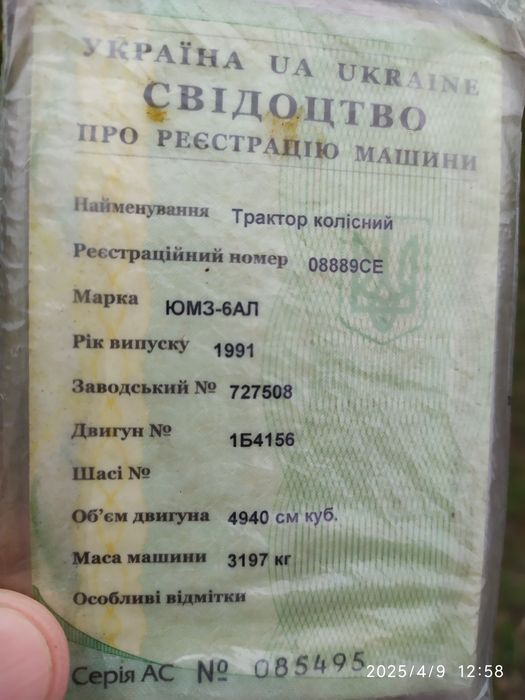 УКРАЇНА UA UKRAINE
СВІДОЦТВО
ПРО РЕЄСТРАЦІЮ МАШИНИ
Найменування Трактор колісний
Реєстраційний номер 08889СЕ
Марка ЮМЗ-6АЛ
Рік випуску 1991
Заводський № 727508
Двигун № 1Б4156
Шасі №
Об'єм двигуна 4940 см куб.
Маса машини 3197 кг
Особливі відмітки
Серія АС № 085495
2025/4/9 12:58